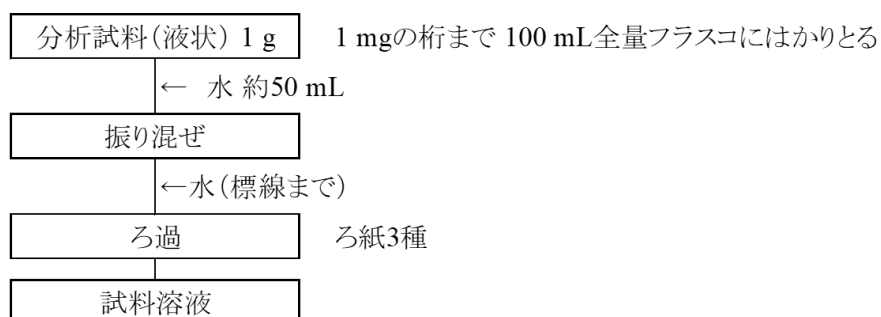 分析試料(液状) 1 g　1 mgの桁まで 100 mL全量フラスコにはかりとる
← 水 約50 mL
振り混ぜ
←水(標線まで)
ろ過　ろ紙3種
試料溶液